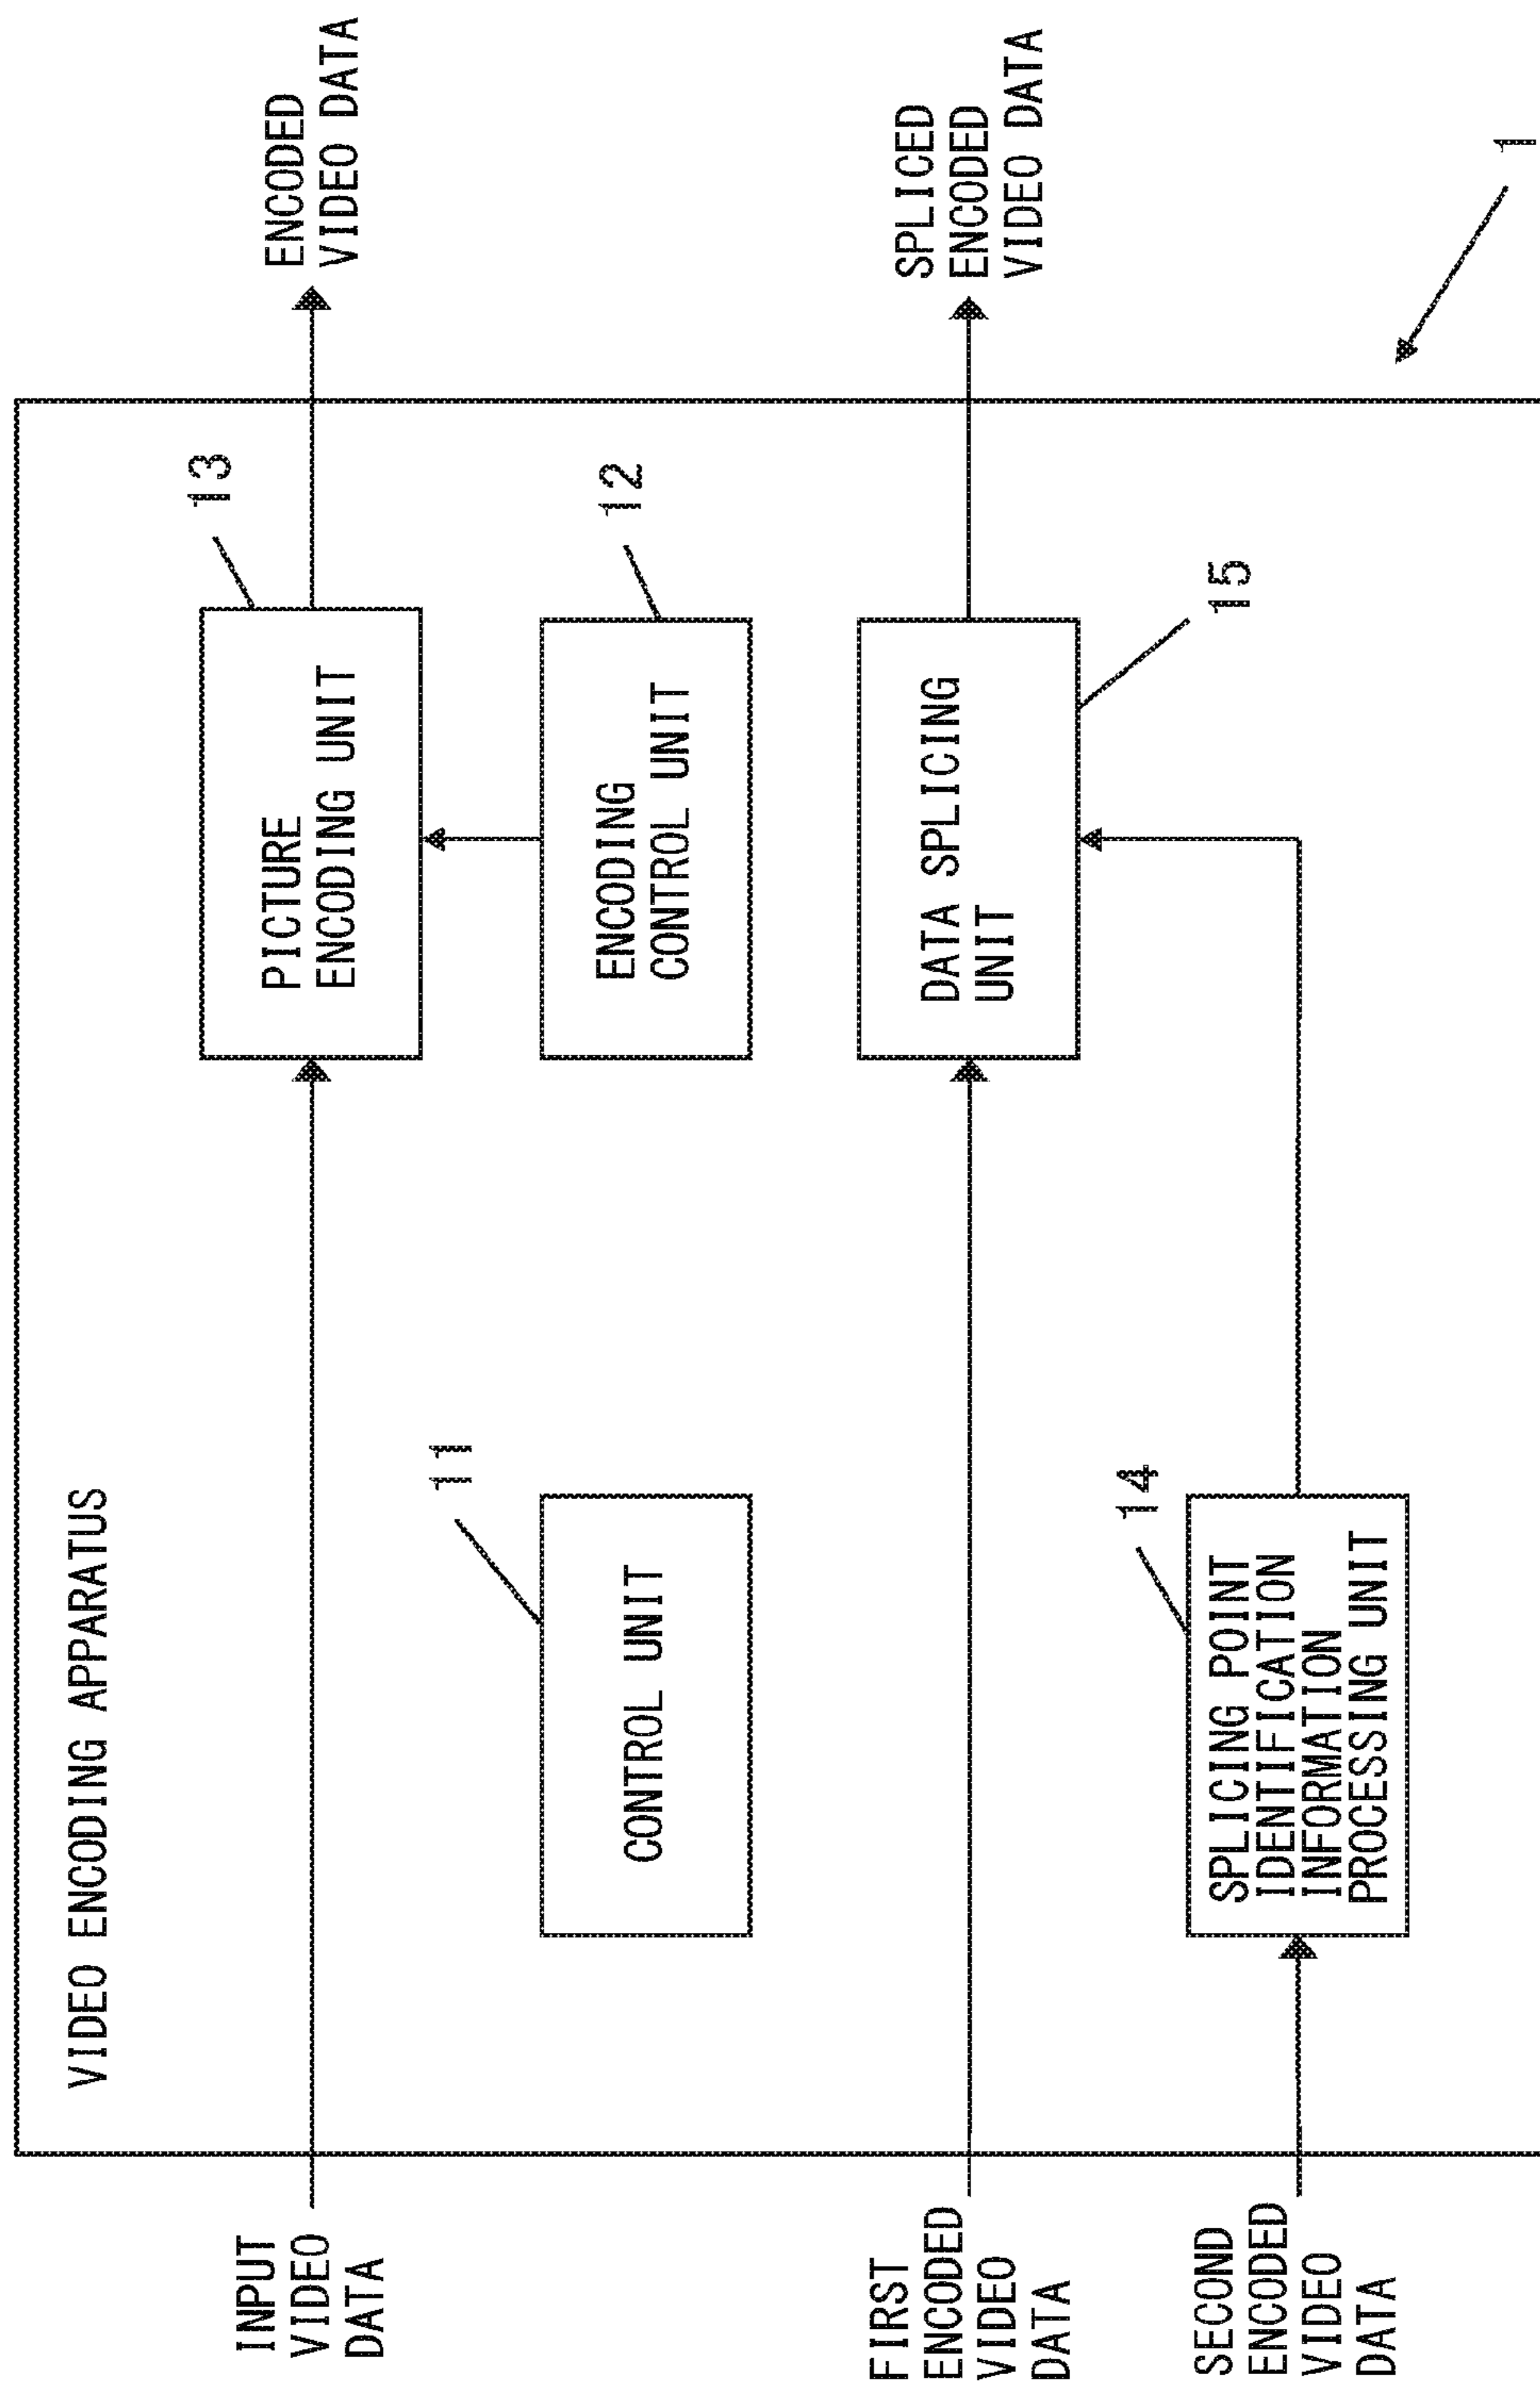 VIDEO ENCODING APPARATUS
INPUT
VIDEO
DATA
13
PICTURE
ENCODING UNIT
ENCODED
VIDEO DATA
11
CONTROL UNIT
12
ENCODING
CONTROL UNIT
FIRST
ENCODED
VIDEO
DATA
DATA SPLICING
UNIT
15
SPLICED
ENCODED
VIDEO DATA
SECOND
ENCODED
VIDEO
DATA
14
SPLICING POINT
IDENTIFICATION
INFORMATION
PROCESSING UNIT
1